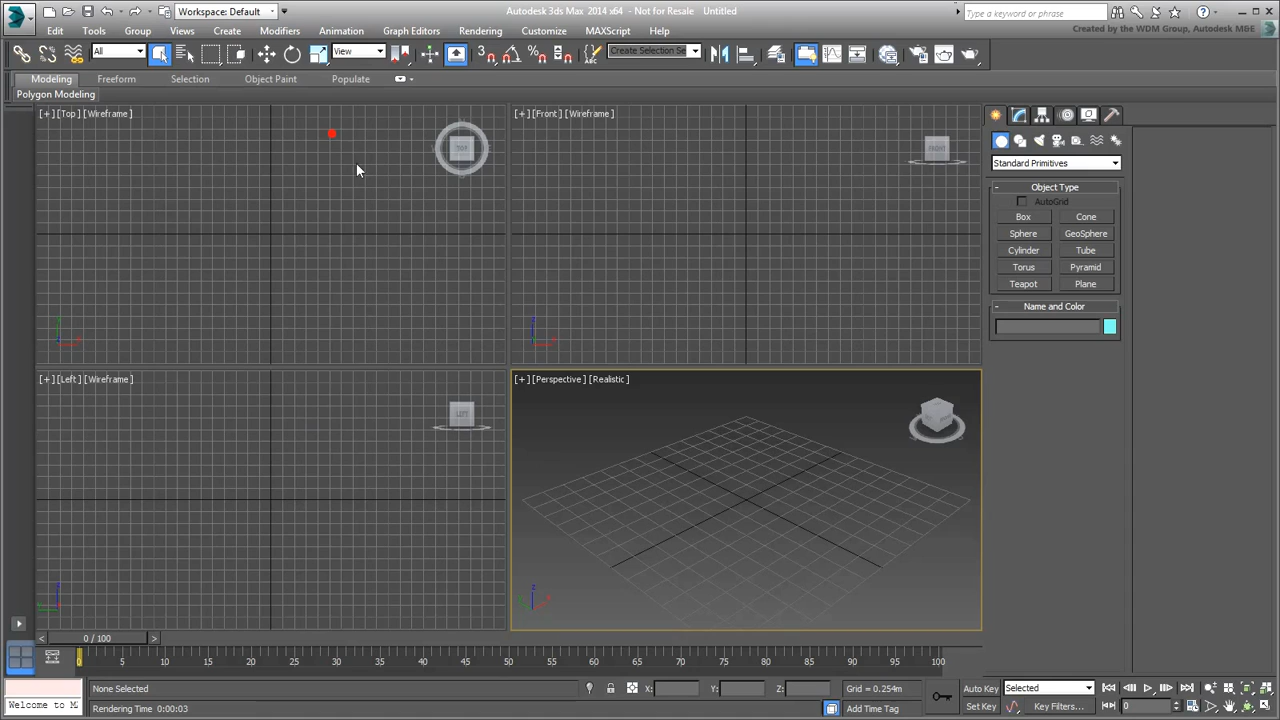 Workspace: Default
Autodesk 3ds Max 2014 x64 - Not for Resale Untitled
Type a keyword or phrase
Edit Tools Group Views Create Modifiers Animation Graph Editors Rendering Customize MAXScript Help
Created by the WDM Group, Autodesk M&E
All View Create Selection Se
Modeling Freeform Selection Object Paint Populate
Polygon Modeling
[+] [Top] [Wireframe]
[+] [Front] [Wireframe]
TOP
FRONT
Standard Primitives
- Object Type
AutoGrid
Box Cone
Sphere GeoSphere
Cylinder Tube
Torus Pyramid
Teapot Plane
- Name and Color
[+] [Left] [Wireframe]
[+] [Perspective] [Realistic]
LEFT
< 0 / 100 >
0 5 10 15 20 25 30 35 40 45 50 55 60 65 70 75 80 85 90 95 100
None Selected X: Y: Z: Grid = 0.254m Auto Key Selected
Welcome to M
Rendering Time 0:00:03 Add Time Tag Set Key Key Filters... 0